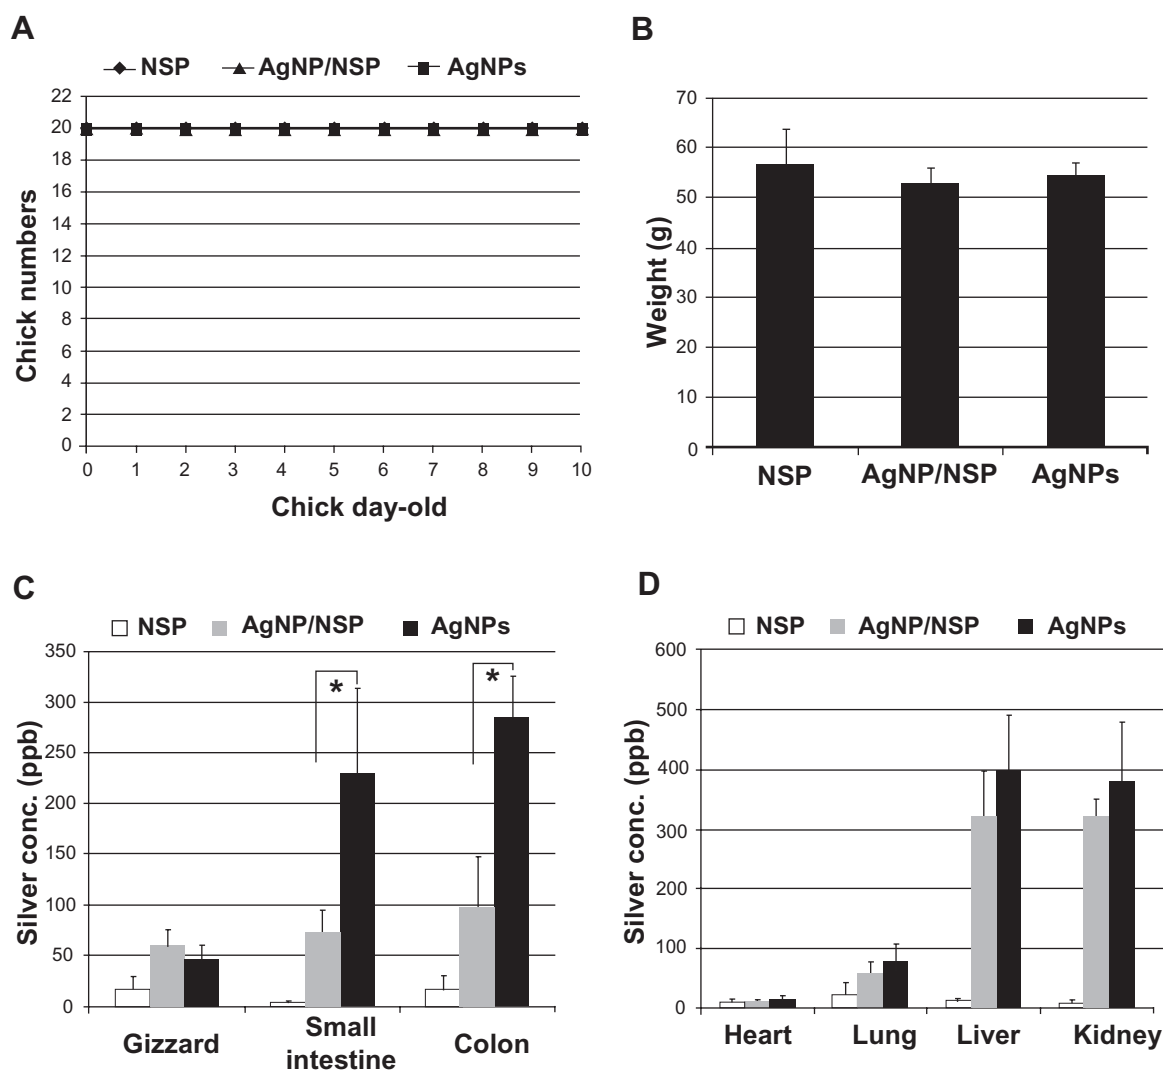 A
NSP AgNP/NSP AgNPs
22
20
18
16
14
12
10
8
6
4
2
0
Chick numbers
0 1 2 3 4 5 6 7 8 9 10
Chick day-old
B
70
60
50
40
30
20
10
0
Weight (g)
NSP AgNP/NSP AgNPs
C
NSP AgNP/NSP AgNPs
350
300
250
200
150
100
50
0
Silver conc. (ppb)
* *
Gizzard Small intestine Colon
D
NSP AgNP/NSP AgNPs
600
500
400
300
200
100
0
Silver conc. (ppb)
Heart Lung Liver Kidney